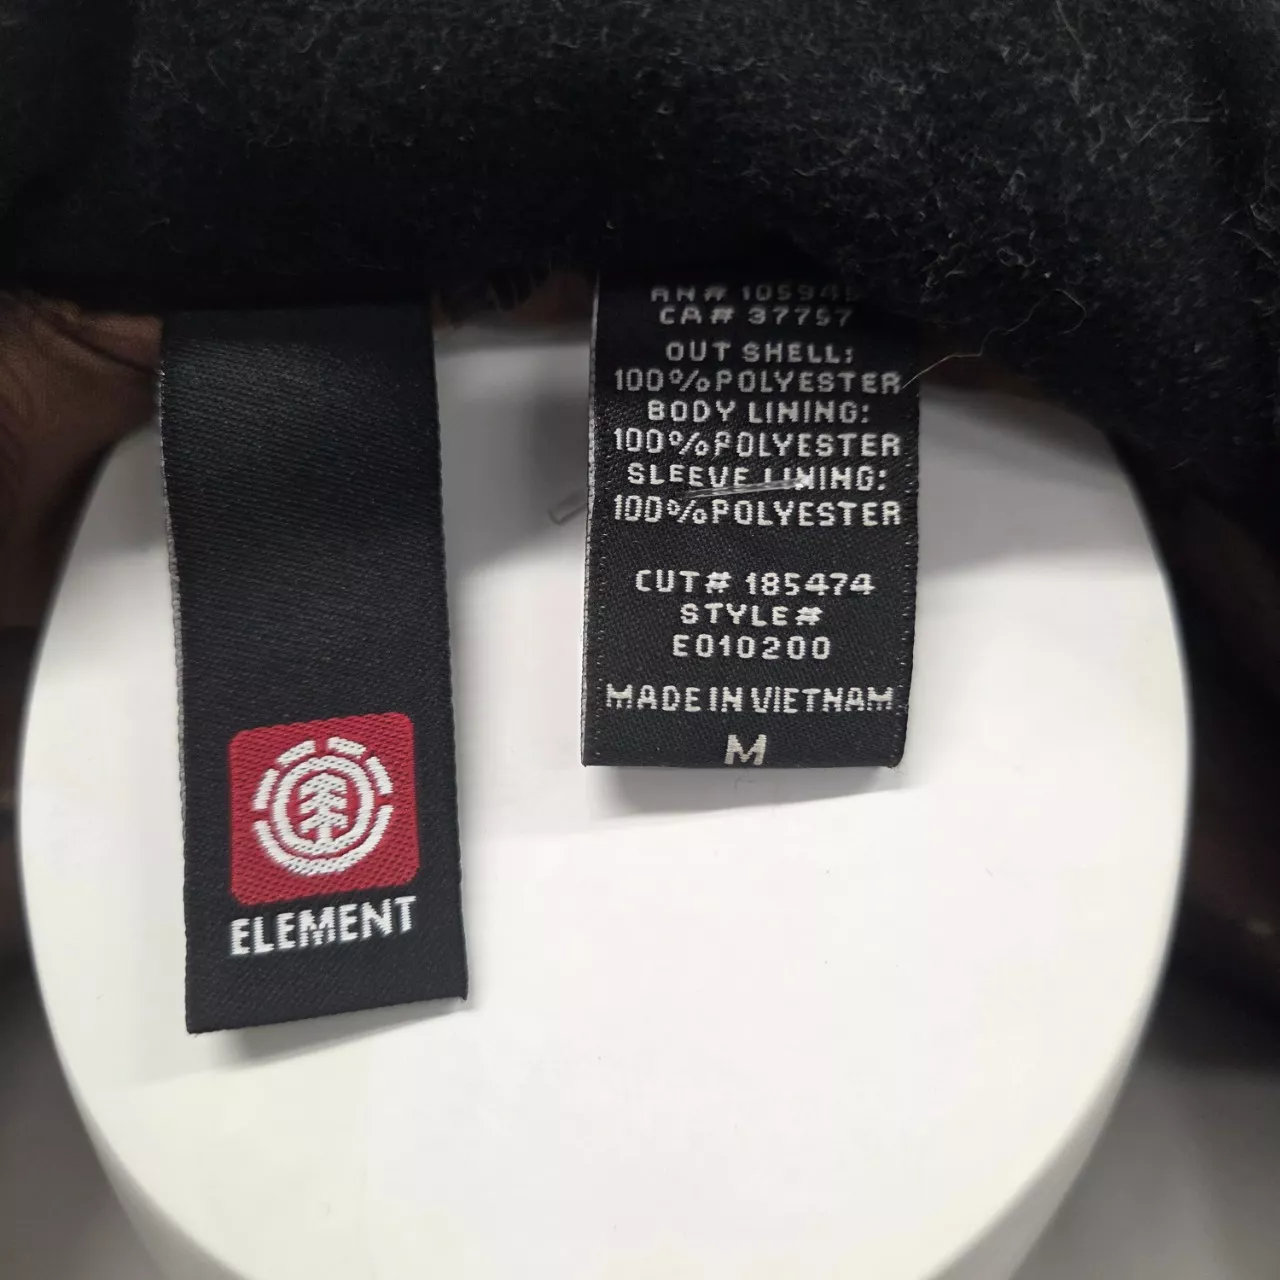 ELEMENT
CA# 37757
OUT SHELL:
100%POLYESTER
BODY LINING:
100%POLYESTER
SLEEVE LINING:
100%POLYESTER
CUT# 185474
STYLE#
E010200
MADE IN VIETNAM
M